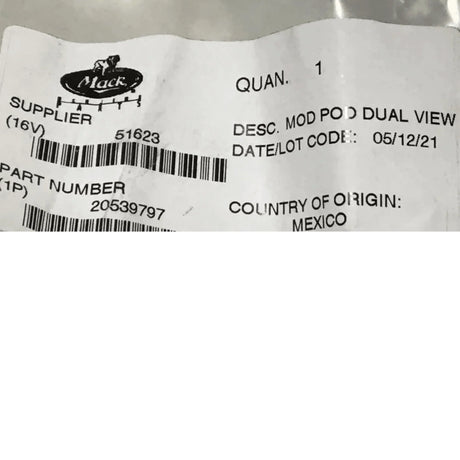 Mack
QUAN. 1
SUPPLIER
(16V) 51623
DESC. MOD POD DUAL VIEW
DATE/LOT CODE: 05/12/21
PART NUMBER
(1P) 20539797
COUNTRY OF ORIGIN:
MEXICO